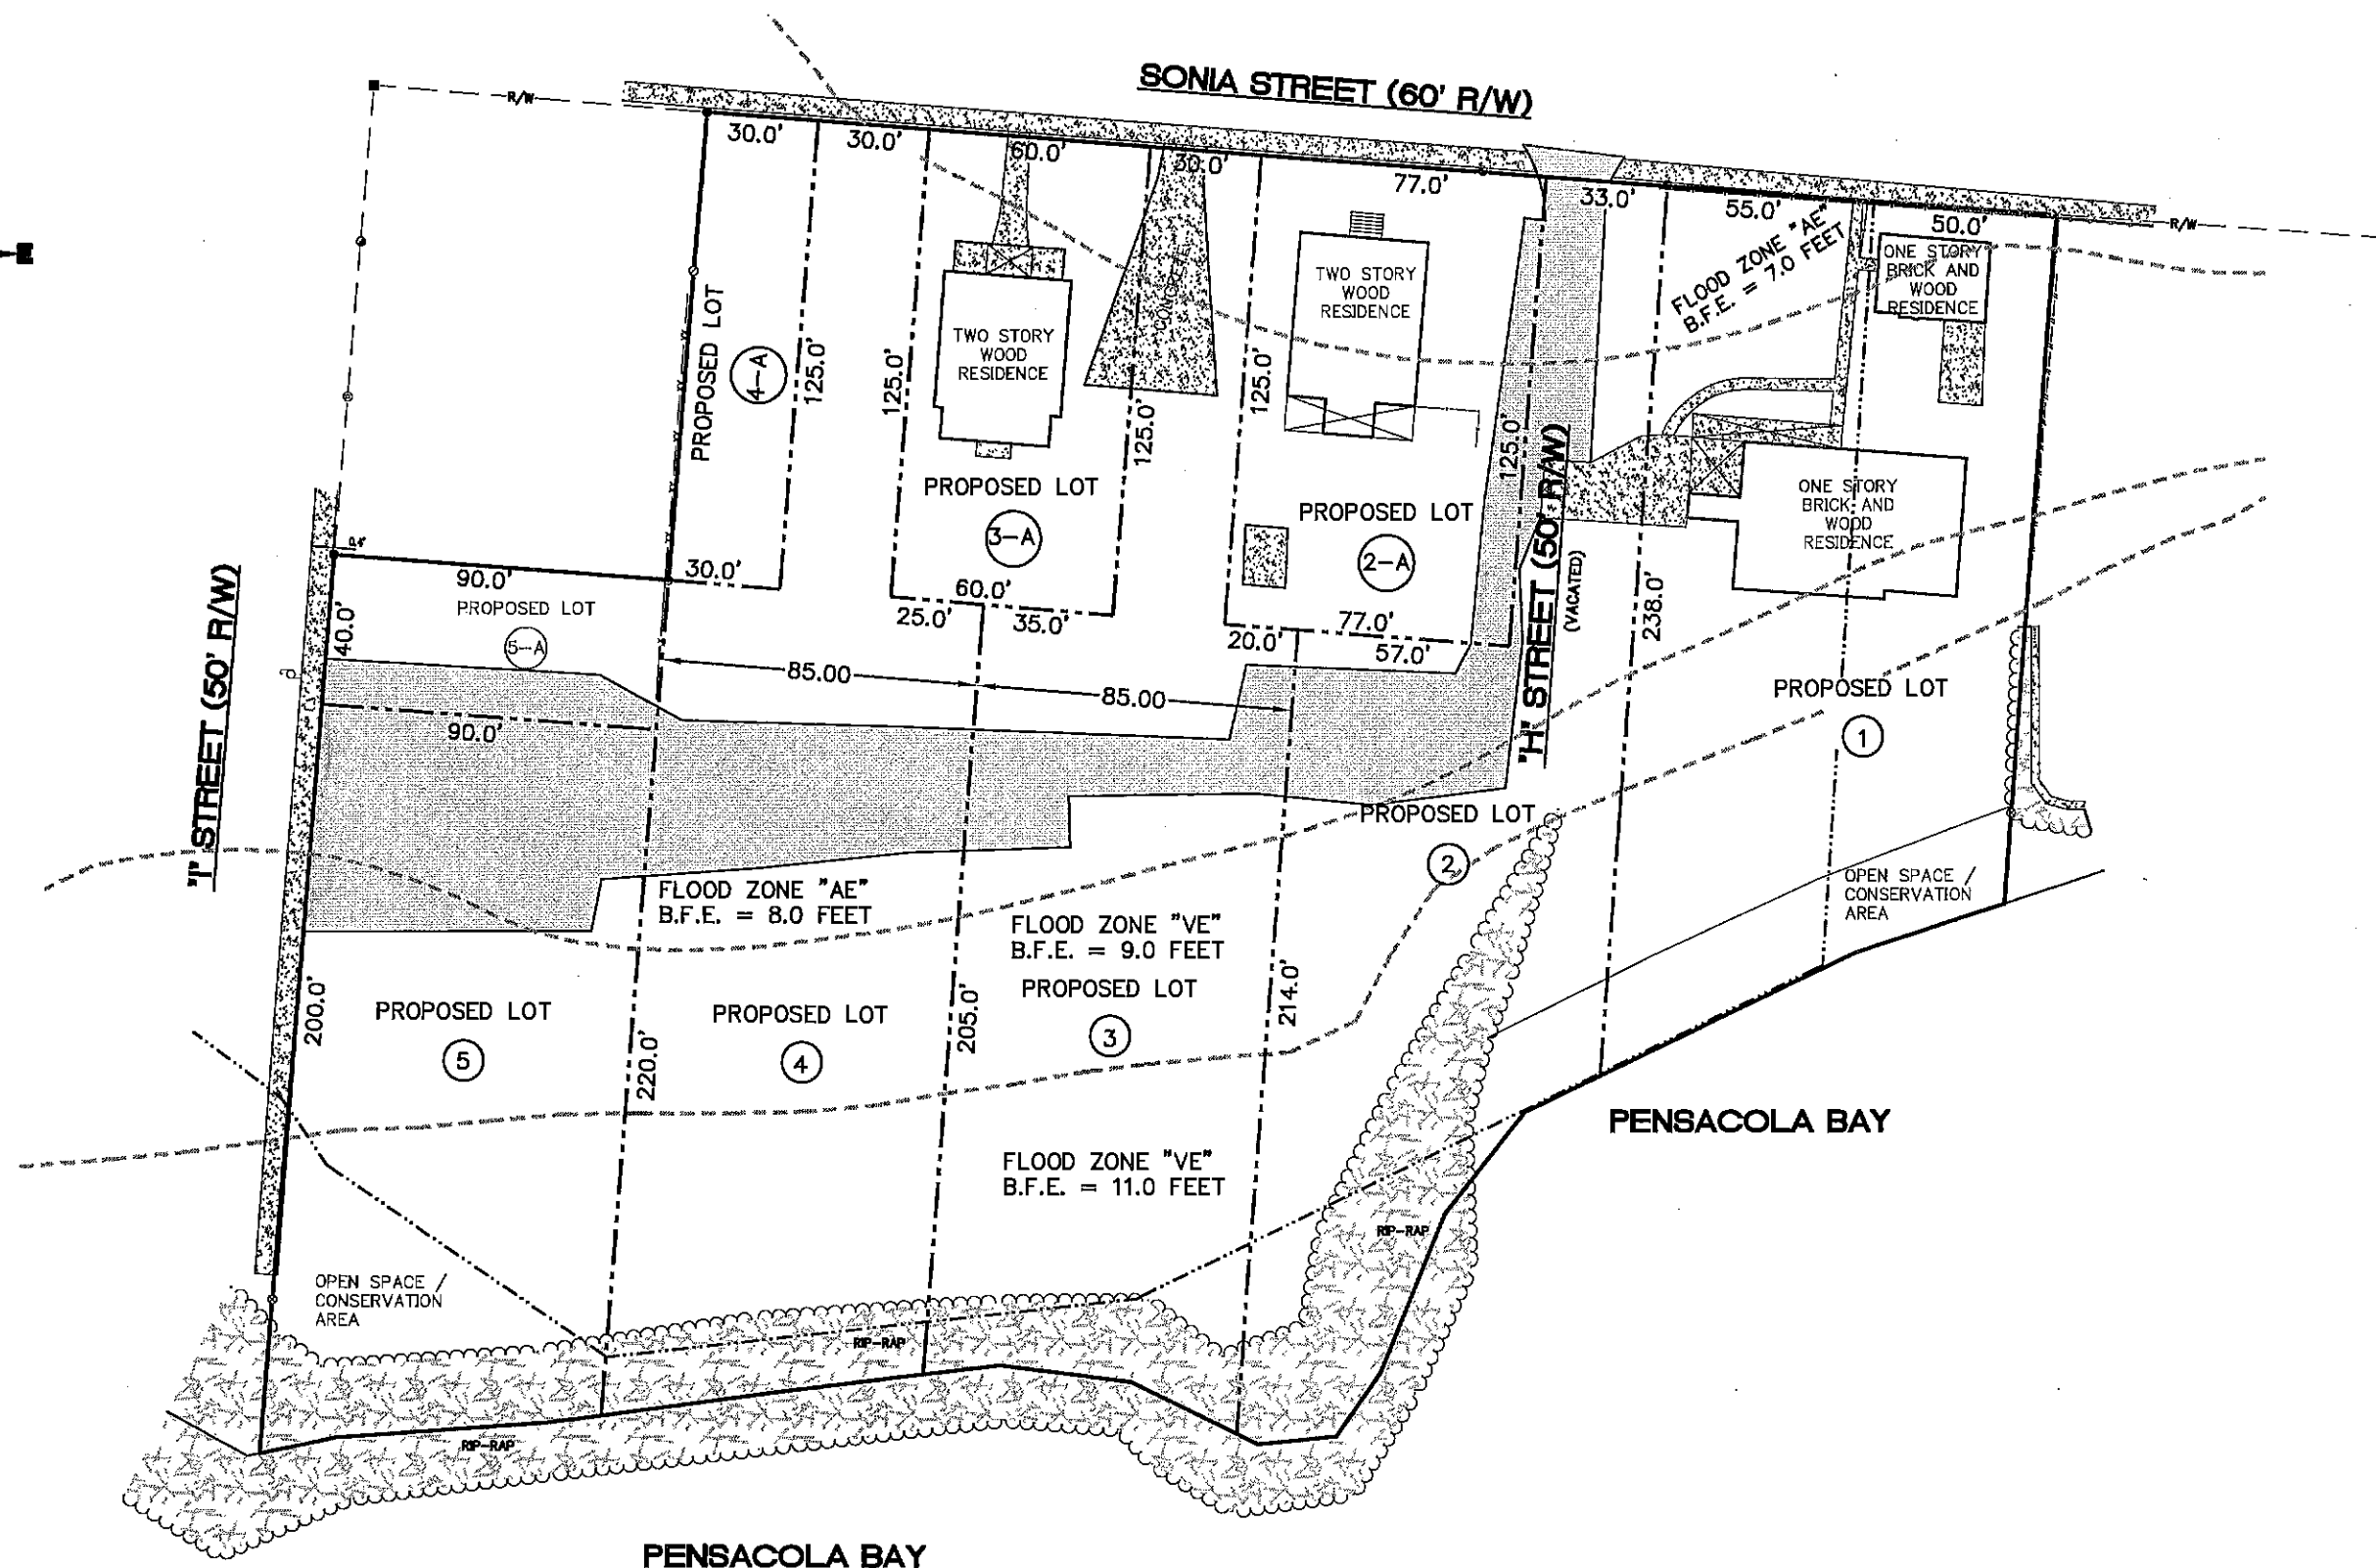 SONIA STREET (60' R/W)
R/W
30.0'
30.0'
60.0'
30.0'
77.0'
33.0'
55.0'
50.0'
R/W
FLOOD ZONE "AE"
B.F.E. = 7.0 FEET
ONE STORY
BRICK AND
WOOD
RESIDENCE
TWO STORY
WOOD
RESIDENCE
TWO STORY
WOOD
RESIDENCE
CONCRETE
PROPOSED LOT
4-A
125.0'
125.0'
125.0'
125.0'
125.0'
PROPOSED LOT
3-A
PROPOSED LOT
2-A
ONE STORY
BRICK AND
WOOD
RESIDENCE
"H" STREET (50' R/W)
(VACATED)
238.0'
0.4'
90.0'
30.0'
PROPOSED LOT
5-A
40.0'
60.0'
25.0'
35.0'
77.0'
20.0'
57.0'
85.00
85.00
90.0'
"I" STREET (50' R/W)
PROPOSED LOT
1
PROPOSED LOT
2
FLOOD ZONE "AE"
B.F.E. = 8.0 FEET
FLOOD ZONE "VE"
B.F.E. = 9.0 FEET
OPEN SPACE /
CONSERVATION
AREA
200.0'
PROPOSED LOT
5
220.0'
PROPOSED LOT
4
205.0'
PROPOSED LOT
3
214.0'
PENSACOLA BAY
FLOOD ZONE "VE"
B.F.E. = 11.0 FEET
RIP-RAP
OPEN SPACE /
CONSERVATION
AREA
RIP-RAP
RIP-RAP
PENSACOLA BAY